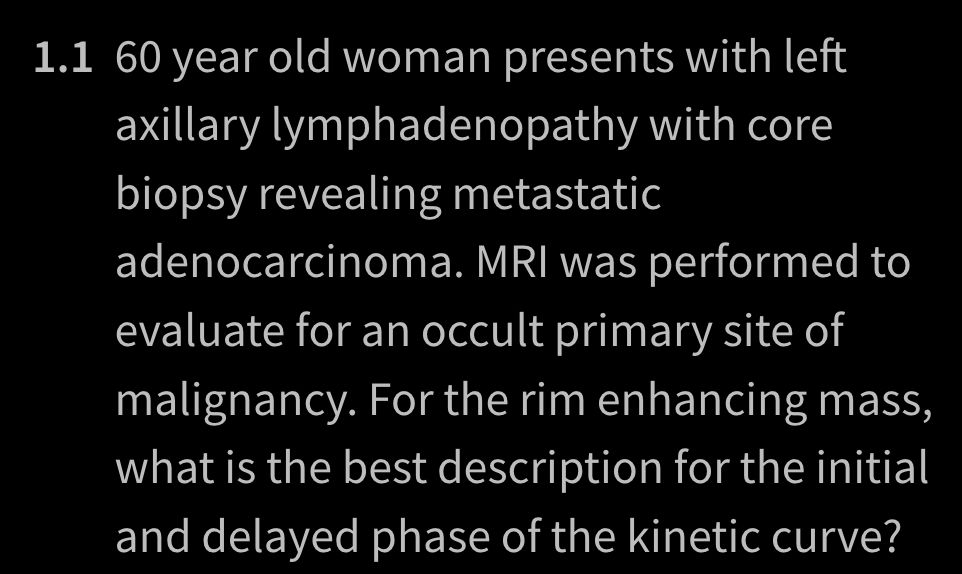 1.1 60 year old woman presents with left
axillary lymphadenopathy with core
biopsy revealing metastatic
adenocarcinoma. MRI was performed to
evaluate for an occult primary site of
malignancy. For the rim enhancing mass,
what is the best description for the initial
and delayed phase of the kinetic curve?